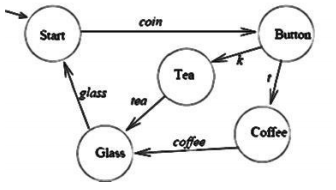 coin
Start
Button
k
Tea
t
glass
tea
Coffee
coffee
Glass